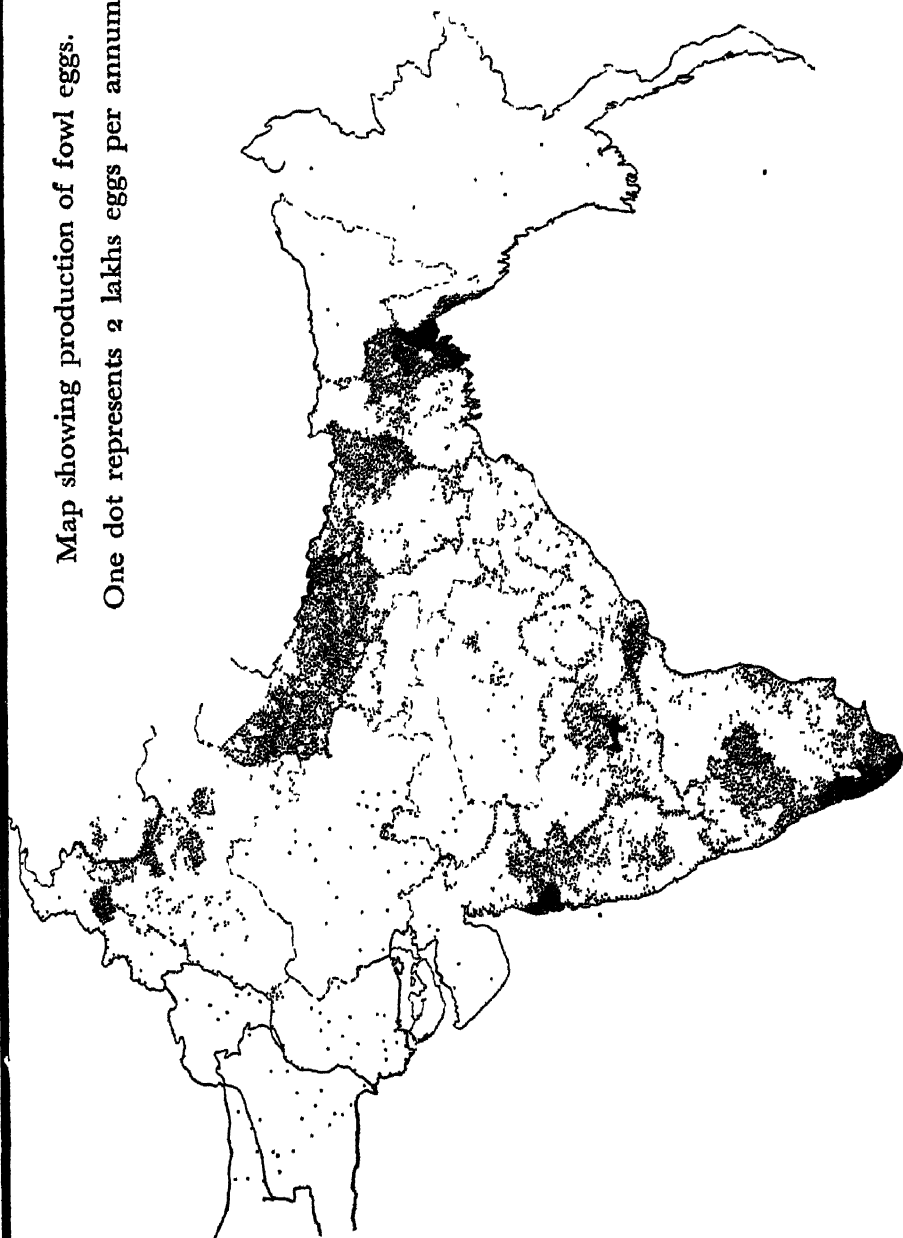 Map showing production of fowl eggs.
One dot represents 2 lakhs eggs per annum